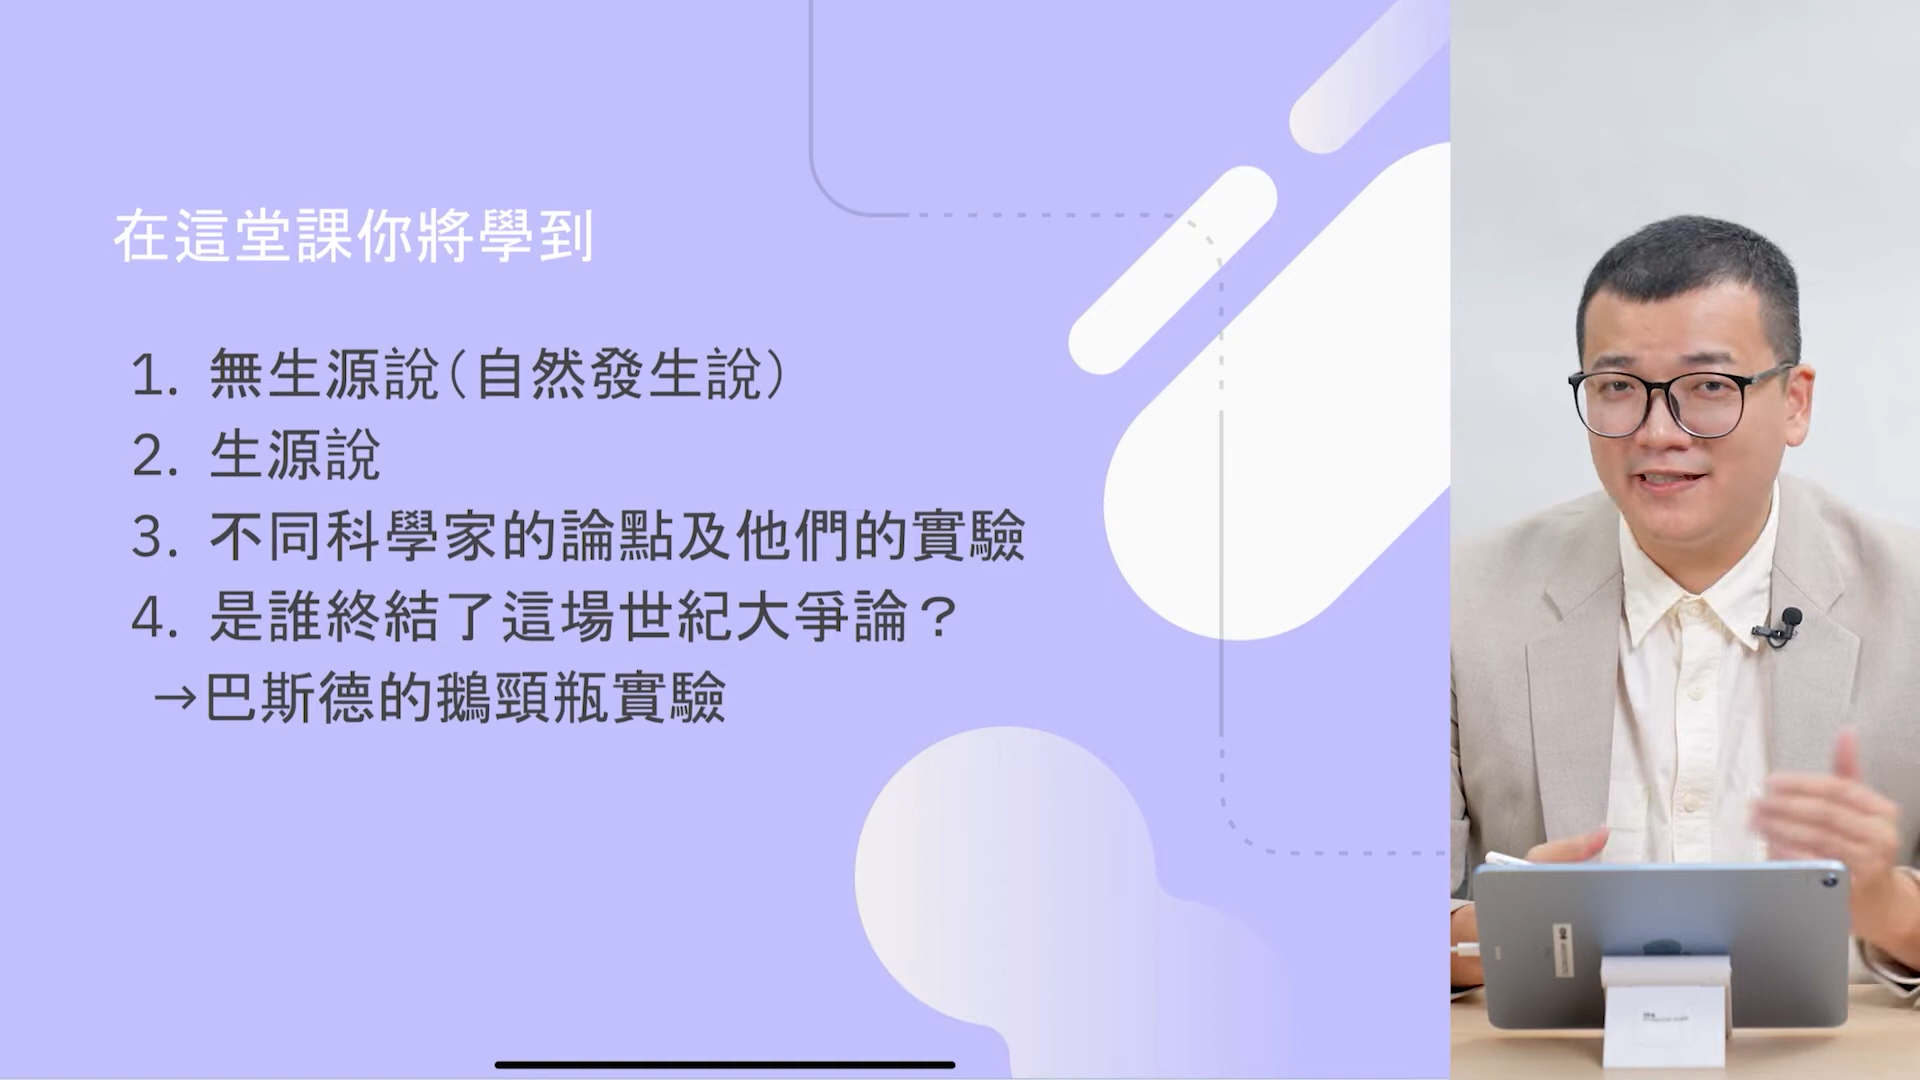 在這堂課你將學到
1. 無生源說(自然發生說)
2. 生源說
3. 不同科學家的論點及他們的實驗
4. 是誰終結了這場世紀大爭論？
→巴斯德的鵝頸瓶實驗